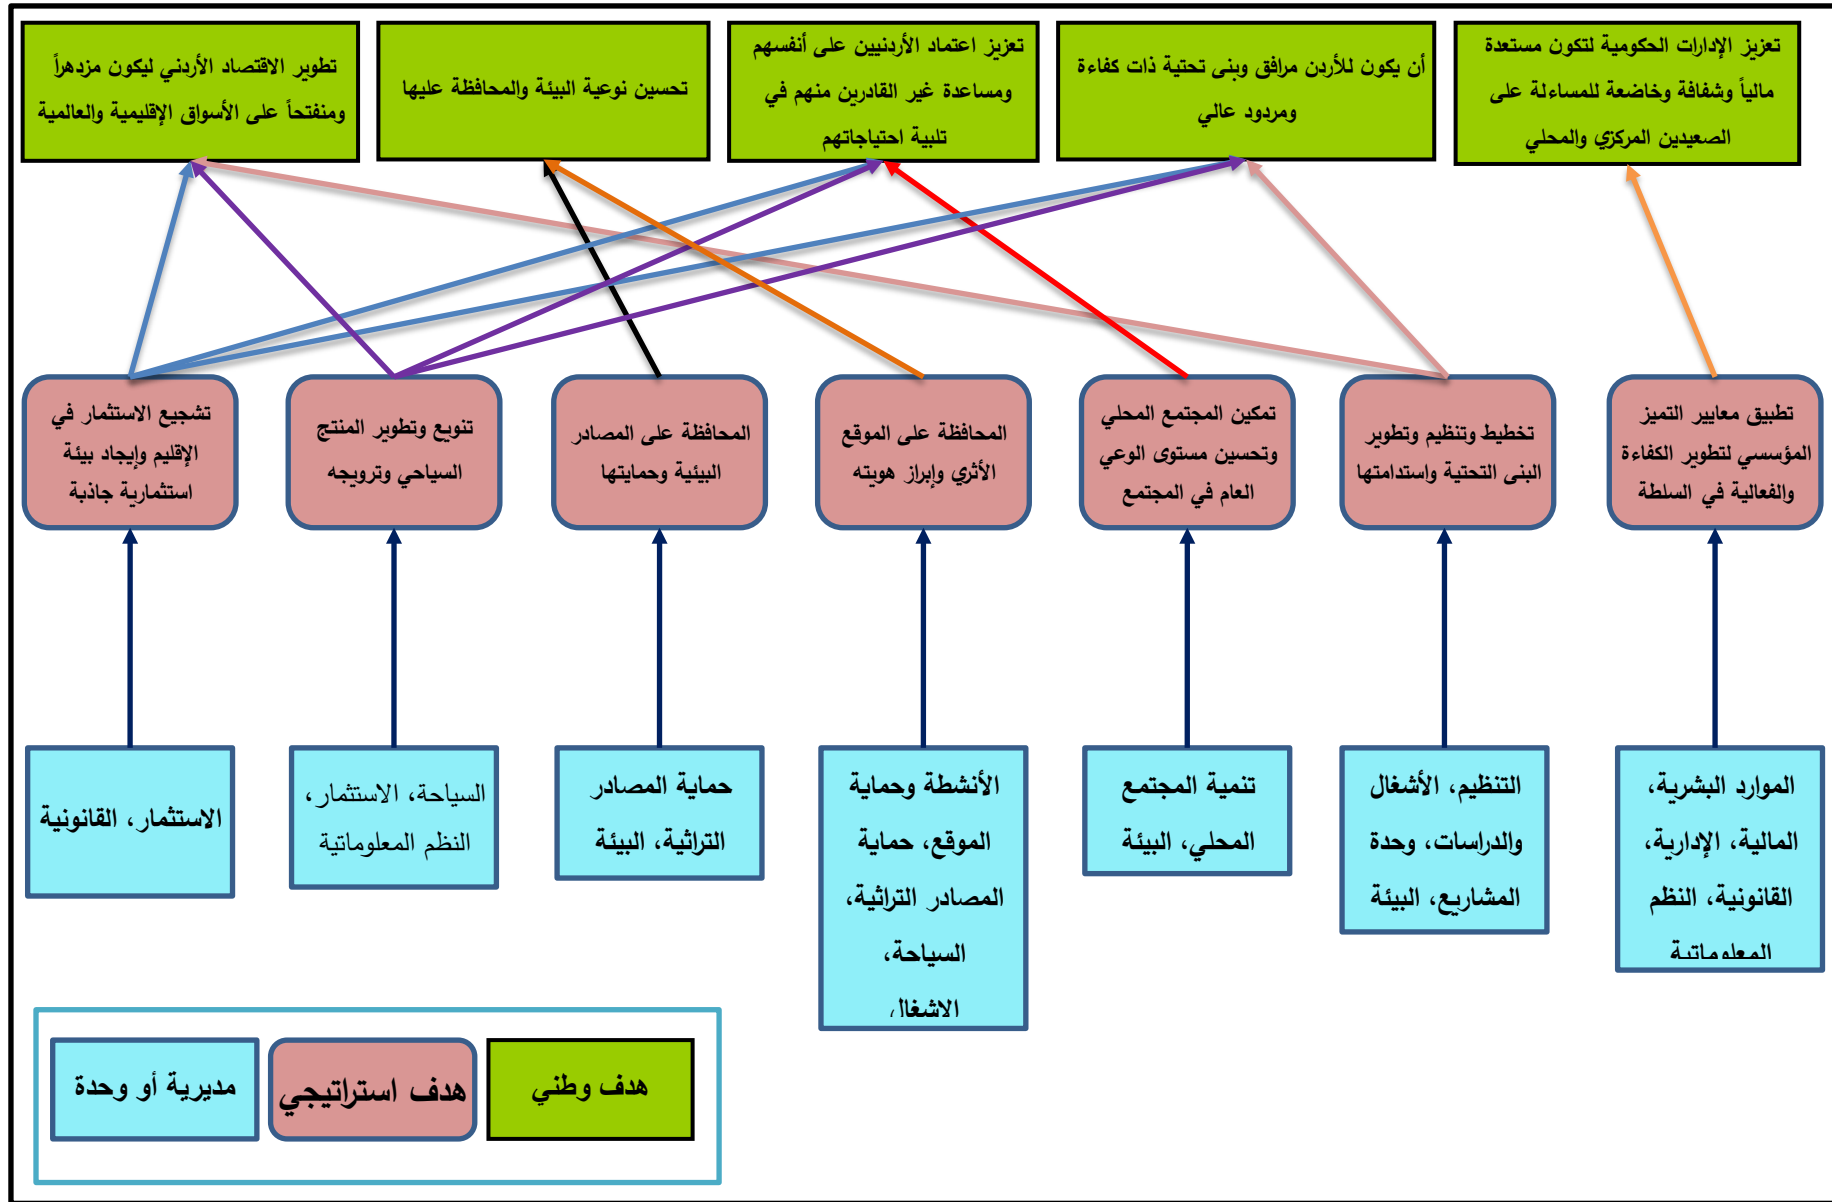 تعزيز الإدارات الحكومية لتكون مستعدة
مالياً وشفافة وخاضعة للمساءلة على
الصعيدين المركزي والمحلي
أن يكون للأردن مرافق وبنى تحتية ذات كفاءة
ومردود عالي
تعزيز اعتماد الأردنيين على أنفسهم
ومساعدة غير القادرين منهم في
تلبية احتياجاتهم
تحسين نوعية البيئة والمحافظة عليها
تطوير الاقتصاد الأردني ليكون مزدهراً
ومنفتحاً على الأسواق الإقليمية والعالمية
تطبيق معايير التميز
المؤسسي لتطوير الكفاءة
والفعالية في السلطة
تخطيط وتنظيم وتطوير
البنى التحتية واستدامتها
تمكين المجتمع المحلي
وتحسين مستوى الوعي
العام في المجتمع
المحافظة على الموقع
الأثري وإبراز هويته
المحافظة على المصادر
البيئية وحمايتها
تنويع وتطوير المنتج
السياحي وترويجه
تشجيع الاستثمار في
الإقليم وإيجاد بيئة
استثمارية جاذبة
الموارد البشرية،
المالية، الإدارية،
القانونية، النظم
المعلوماتية
التنظيم، الأشغال
والدراسات، وحدة
المشاريع، البيئة
تنمية المجتمع
المحلي، البيئة
الأنشطة وحماية
الموقع، حماية
المصادر التراثية،
السياحة،
الاشغال
حماية المصادر
التراثية، البيئة
السياحة، الاستثمار،
النظم المعلوماتية
الاستثمار، القانونية
هدف وطني
هدف استراتيجي
مديرية أو وحدة